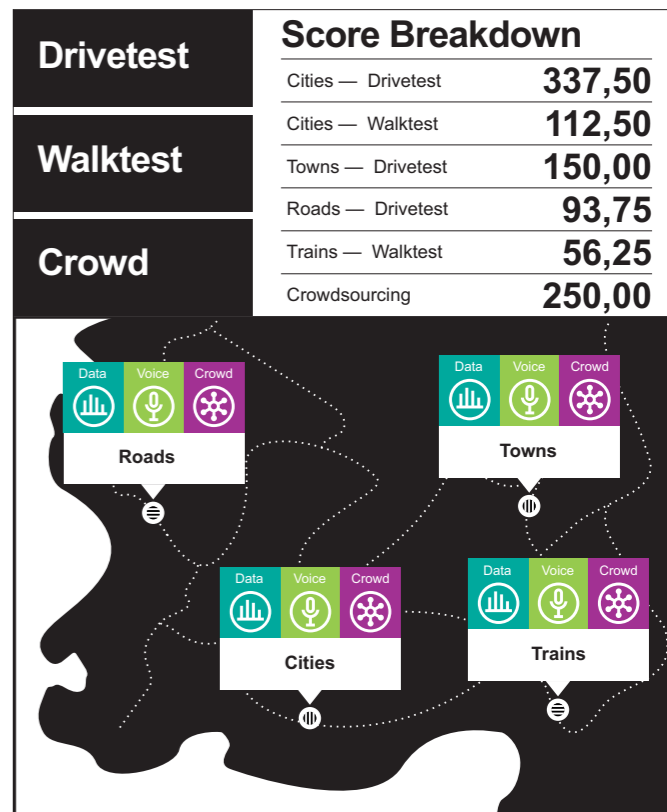 Drivetest
Walktest
Crowd
Score Breakdown
Cities — Drivetest 337,50
Cities — Walktest 112,50
Towns — Drivetest 150,00
Roads — Drivetest 93,75
Trains — Walktest 56,25
Crowdsourcing 250,00
Data Voice Crowd
Roads
Data Voice Crowd
Towns
Data Voice Crowd
Cities
Data Voice Crowd
Trains